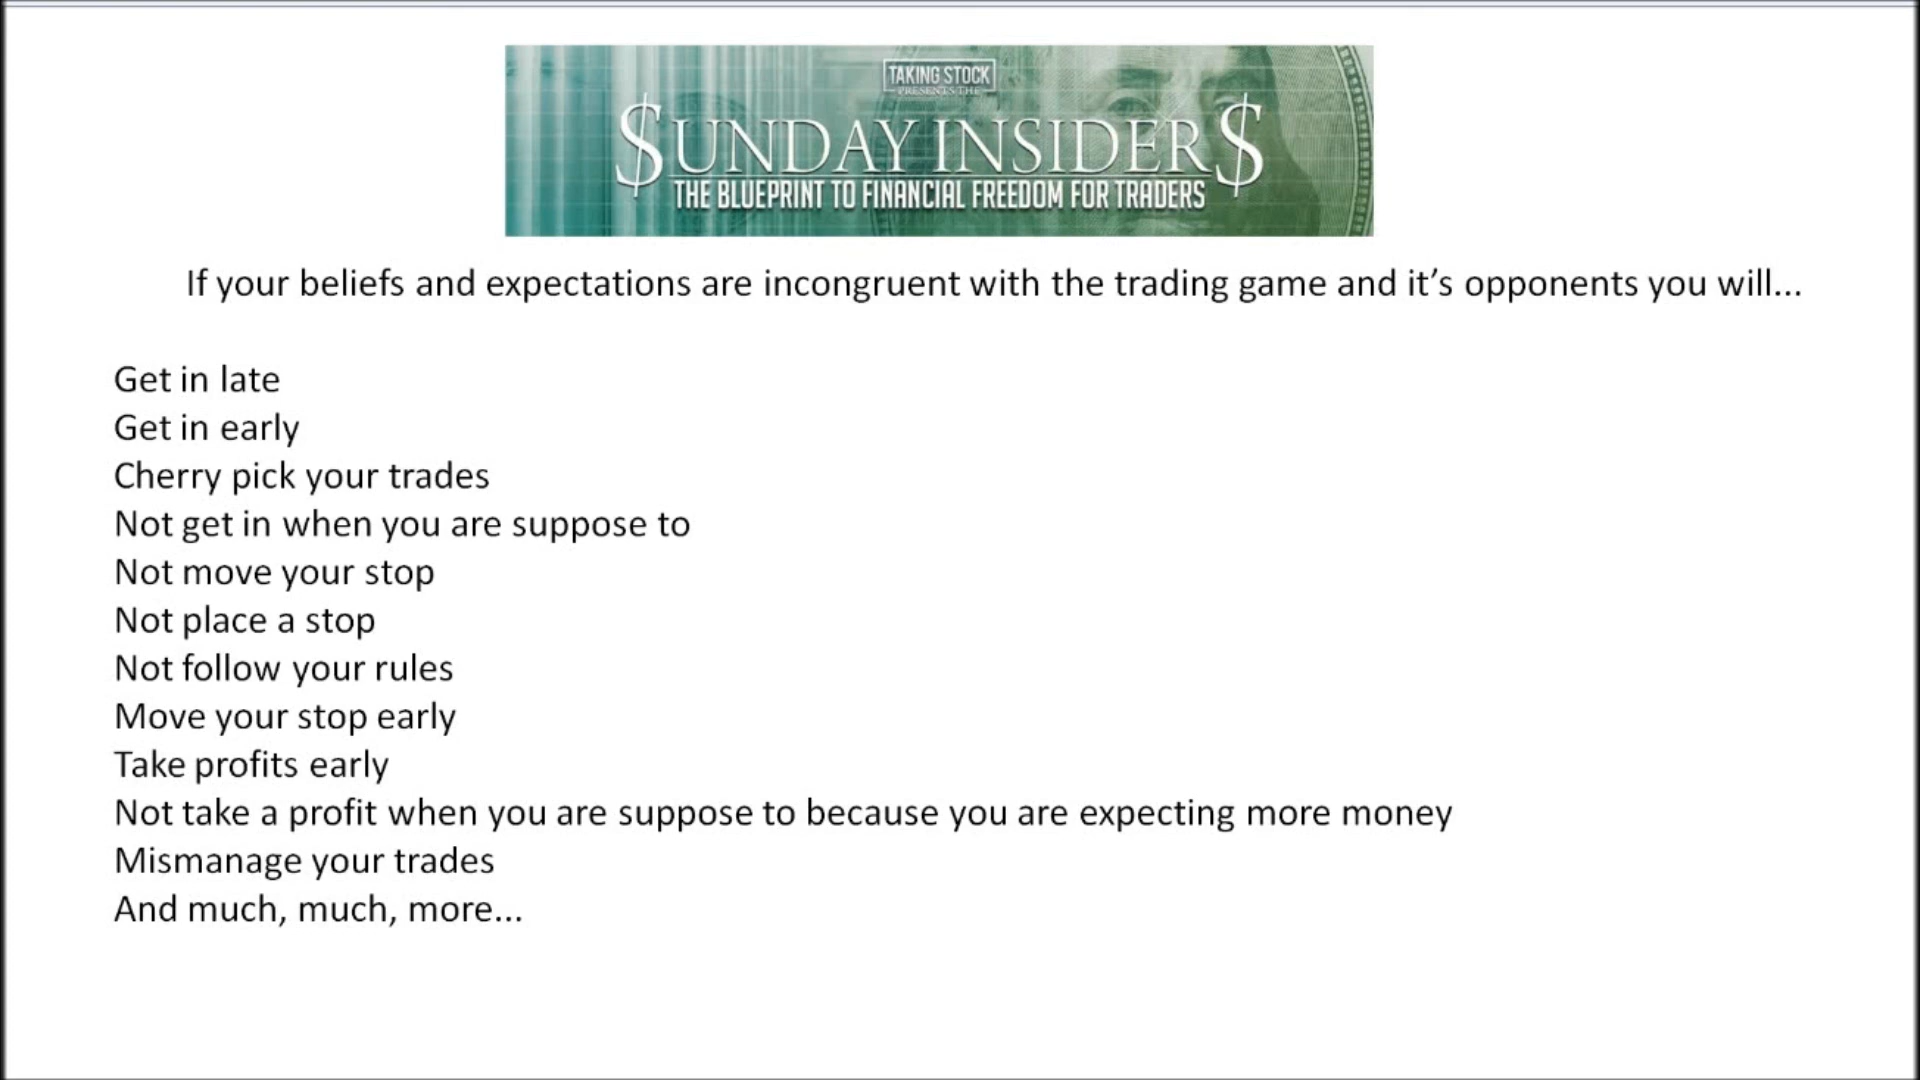 TAKING STOCK
PRESENTS THE
$UNDAY INSIDER$
THE BLUEPRINT TO FINANCIAL FREEDOM FOR TRADERS
If your beliefs and expectations are incongruent with the trading game and it’s opponents you will...
Get in late
Get in early
Cherry pick your trades
Not get in when you are suppose to
Not move your stop
Not place a stop
Not follow your rules
Move your stop early
Take profits early
Not take a profit when you are suppose to because you are expecting more money
Mismanage your trades
And much, much, more...